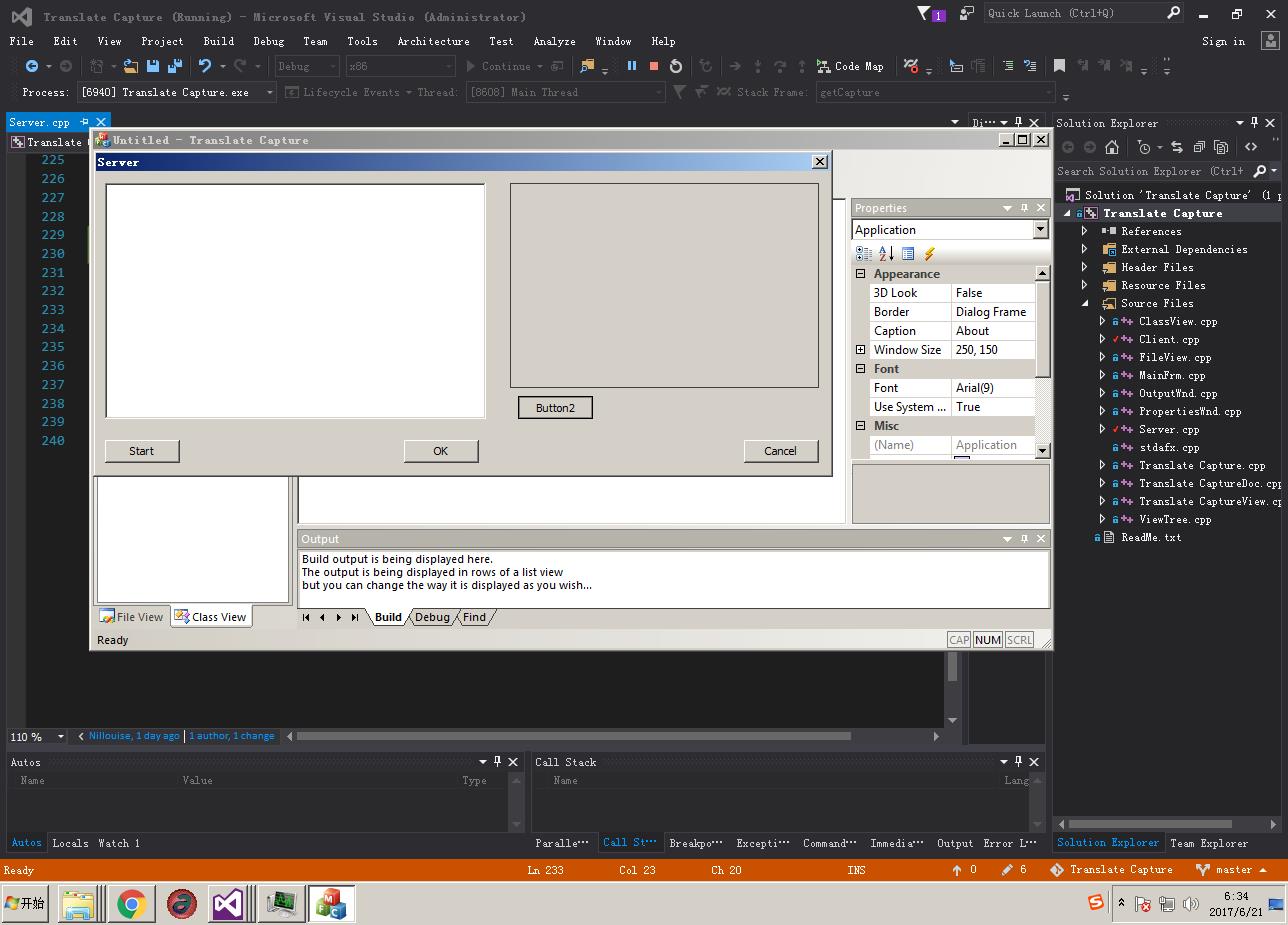 Translate Capture (Running) - Microsoft Visual Studio (Administrator)
1
Quick Launch (Ctrl+Q)
File Edit View Project Build Debug Team Tools Architecture Test Analyze Window Help
Sign in
Debug x86 Continue Code Map
Process: [6940] Translate Capture.exe Lifecycle Events Thread: [8608] Main Thread Stack Frame: getCapture
Server.cpp
Di···
Solution Explorer
Translate
Untitled - Translate Capture
Server
225
226
227
228
229
230
231
232
233
234
235
236
237
238
239
240
Button2
Start
OK
Cancel
Properties
Application
Appearance
3D Look False
Border Dialog Frame
Caption About
Window Size 250, 150
Font
Font Arial(9)
Use System ... True
Misc
(Name) Application
Output
Build output is being displayed here.
The output is being displayed in rows of a list view
but you can change the way it is displayed as you wish...
File View Class View
Build Debug Find
Ready
CAP NUM SCRL
Search Solution Explorer (Ctrl+
Solution 'Translate Capture' (1 p
Translate Capture
References
External Dependencies
Header Files
Resource Files
Source Files
ClassView.cpp
Client.cpp
FileView.cpp
MainFrm.cpp
OutputWnd.cpp
PropertiesWnd.cpp
Server.cpp
stdafx.cpp
Translate Capture.cpp
Translate CaptureDoc.cpp
Translate CaptureView.cp
ViewTree.cpp
ReadMe.txt
110 %
Nillouise, 1 day ago | 1 author, 1 change
Autos
Name Value Type
Call Stack
Name Lang
Autos Locals Watch 1
Paralle··· Call St··· Breakpo··· Excepti··· Command··· Immedia··· Output Error L···
Solution Explorer Team Explorer
Ready
Ln 233 Col 23 Ch 20 INS
0 6 Translate Capture master
开始
6:34
2017/6/21